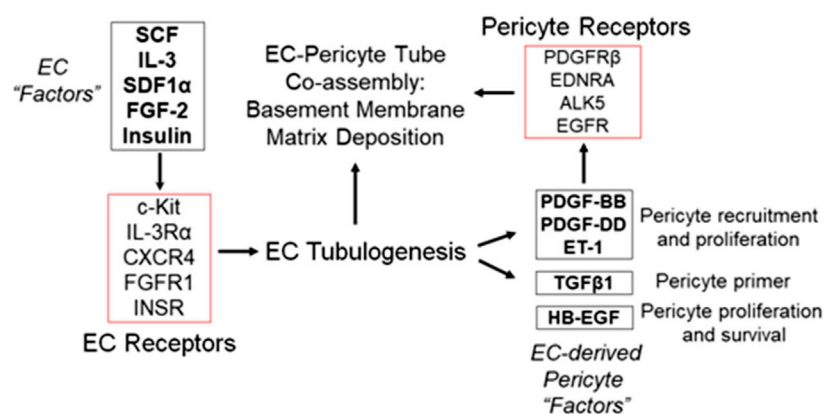 EC
"Factors"
SCF
IL-3
SDF1α
FGF-2
Insulin
c-Kit
IL-3Rα
CXCR4
FGFR1
INSR
EC Receptors
EC-Pericyte Tube
Co-assembly:
Basement Membrane
Matrix Deposition
EC Tubulogenesis
Pericyte Receptors
PDGFRβ
EDNRA
ALK5
EGFR
PDGF-BB
PDGF-DD
ET-1
Pericyte recruitment
and proliferation
TGFβ1
Pericyte primer
HB-EGF
Pericyte proliferation
and survival
EC-derived
Pericyte
"Factors"